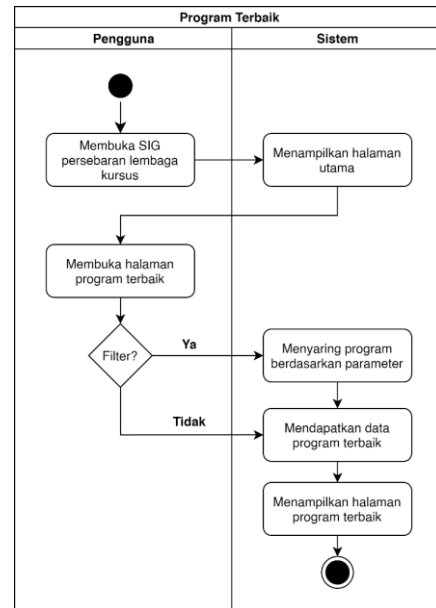 Program Terbaik
Pengguna
Sistem
Membuka SIG
persebaran lembaga
kursus
Menampilkan halaman
utama
Membuka halaman
program terbaik
Filter?
Ya
Menyaring program
berdasarkan parameter
Tidak
Mendapatkan data
program terbaik
Menampilkan halaman
program terbaik